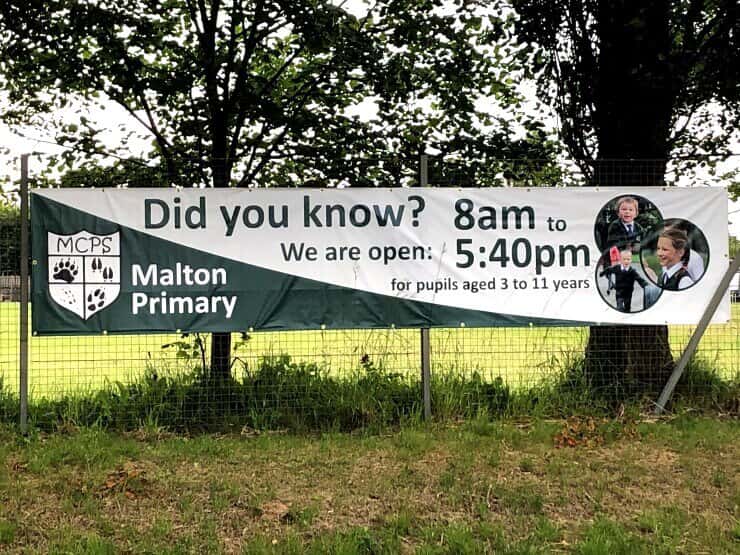 MCPS
Malton
Primary
Did you know?
We are open:
8am to
5:40pm
for pupils aged 3 to 11 years